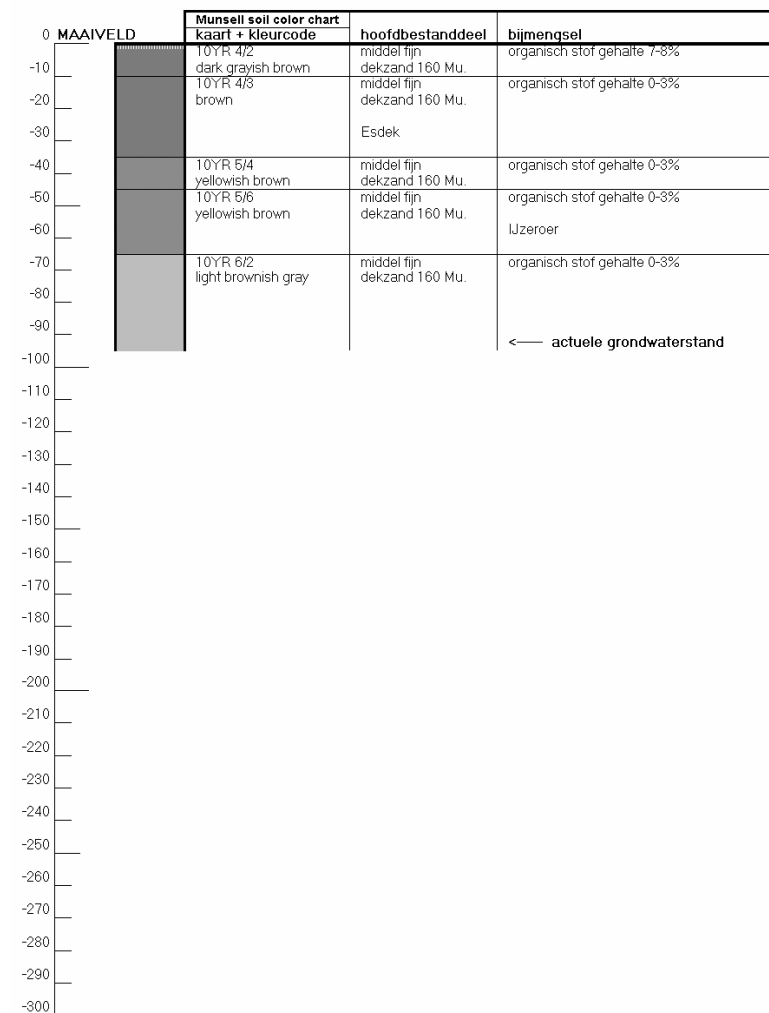 Munsell soil color chart
0 MAAIVELD kaart + kleurcode hoofdbestanddeel bijmengsel
10YR 4/2 middel fijn organisch stof gehalte 7-8%
-10 dark grayish brown dekzand 160 Mu.
10YR 4/3 middel fijn organisch stof gehalte 0-3%
-20 brown dekzand 160 Mu.
-30 Esdek
-40 10YR 5/4 middel fijn organisch stof gehalte 0-3%
yellowish brown dekzand 160 Mu.
-50 10YR 5/6 middel fijn organisch stof gehalte 0-3%
yellowish brown dekzand 160 Mu.
-60 IJzeroer
-70 10YR 6/2 middel fijn organisch stof gehalte 0-3%
light brownish gray dekzand 160 Mu.
-80
-90
<— actuele grondwaterstand
-100
-110
-120
-130
-140
-150
-160
-170
-180
-190
-200
-210
-220
-230
-240
-250
-260
-270
-280
-290
-300